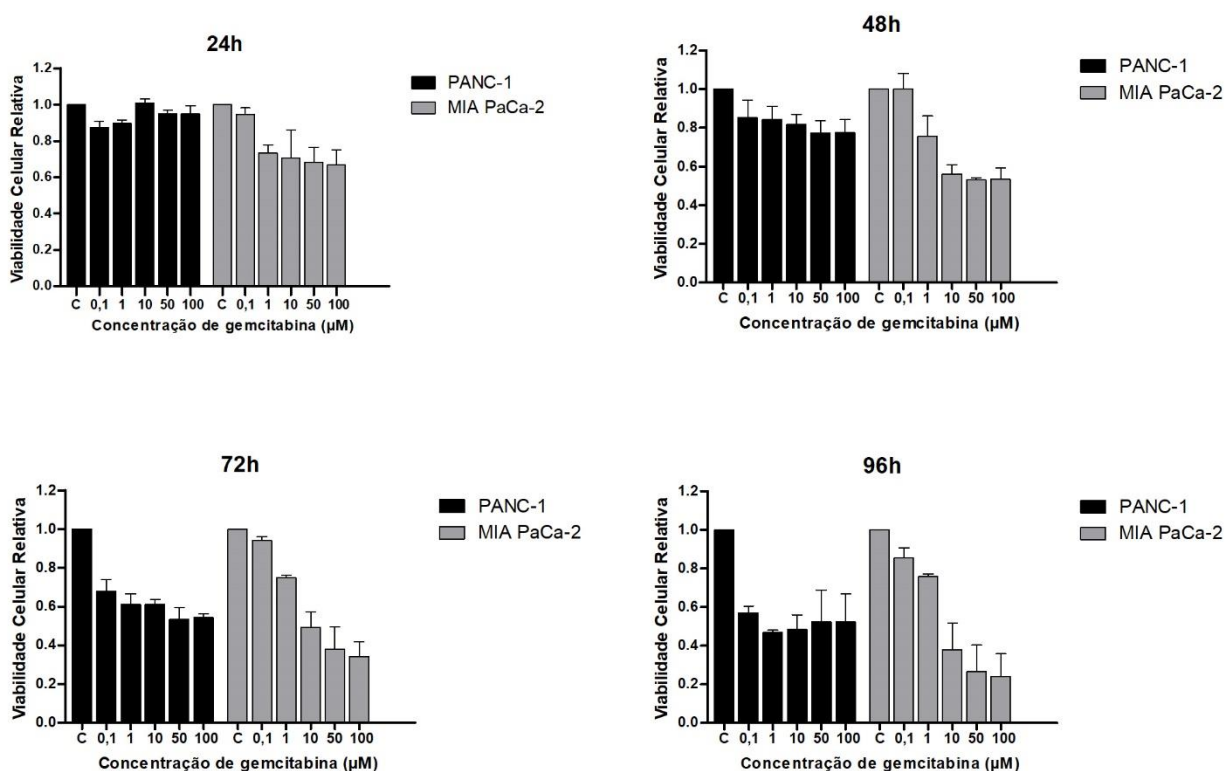 24h
Viabilidade Celular Relativa
1.2
1.0
0.8
0.6
0.4
0.2
0.0
C 0,1 1 10 50 100 C 0,1 1 10 50 100
Concentração de gemcitabina (µM)
PANC-1
MIA PaCa-2
48h
Viabilidade Celular Relativa
1.2
1.0
0.8
0.6
0.4
0.2
0.0
C 0,1 1 10 50 100 C 0,1 1 10 50 100
Concentração de gemcitabina (µM)
PANC-1
MIA PaCa-2
72h
Viabilidade Celular Relativa
1.2
1.0
0.8
0.6
0.4
0.2
0.0
C 0,1 1 10 50 100 C 0,1 1 10 50 100
Concentração de gemcitabina (µM)
PANC-1
MIA PaCa-2
96h
Viabilidade Celular Relativa
1.2
1.0
0.8
0.6
0.4
0.2
0.0
C 0,1 1 10 50 100 C 0,1 1 10 50 100
Concentração de gemcitabina (µM)
PANC-1
MIA PaCa-2